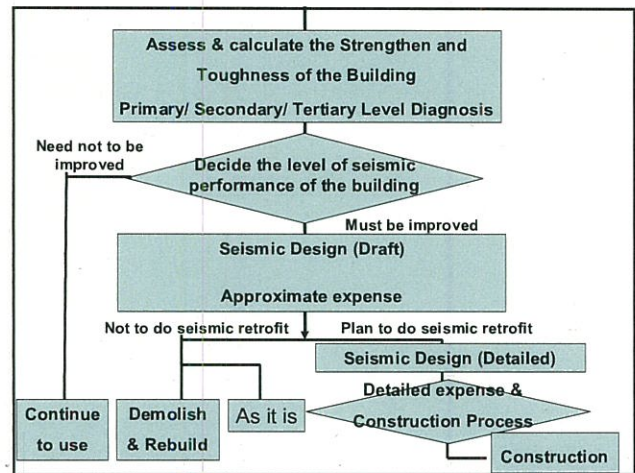 Assess & calculate the Strengthen and
Toughness of the Building
Primary/ Secondary/ Tertiary Level Diagnosis
Need not to be
improved
Decide the level of seismic
performance of the building
Must be improved
Seismic Design (Draft)
Approximate expense
Not to do seismic retrofit
Plan to do seismic retrofit
Seismic Design (Detailed)
Detailed expense &
Construction Process
Continue
to use
Demolish
& Rebuild
As it is
Construction